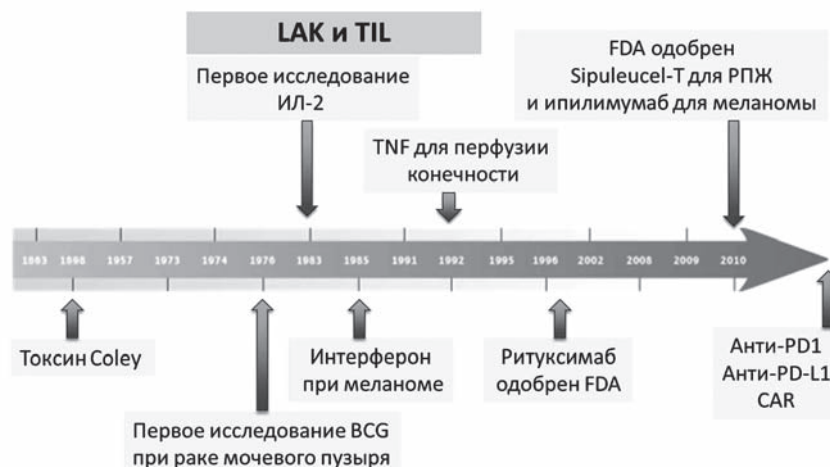 LAK и TIL
Первое исследование
ИЛ-2
FDA одобрен
Sipuleucel-T для РПЖ
и ипилимумаб для меланомы
TNF для перфузии
конечности
1863 1898 1957 1973 1974 1976 1983 1985 1991 1992 1995 1996 2002 2008 2009 2010
Токсин Coley
Первое исследование BCG
при раке мочевого пузыря
Интерферон
при меланоме
Ритуксимаб
одобрен FDA
Анти-PD1
Анти-PD-L1
CAR